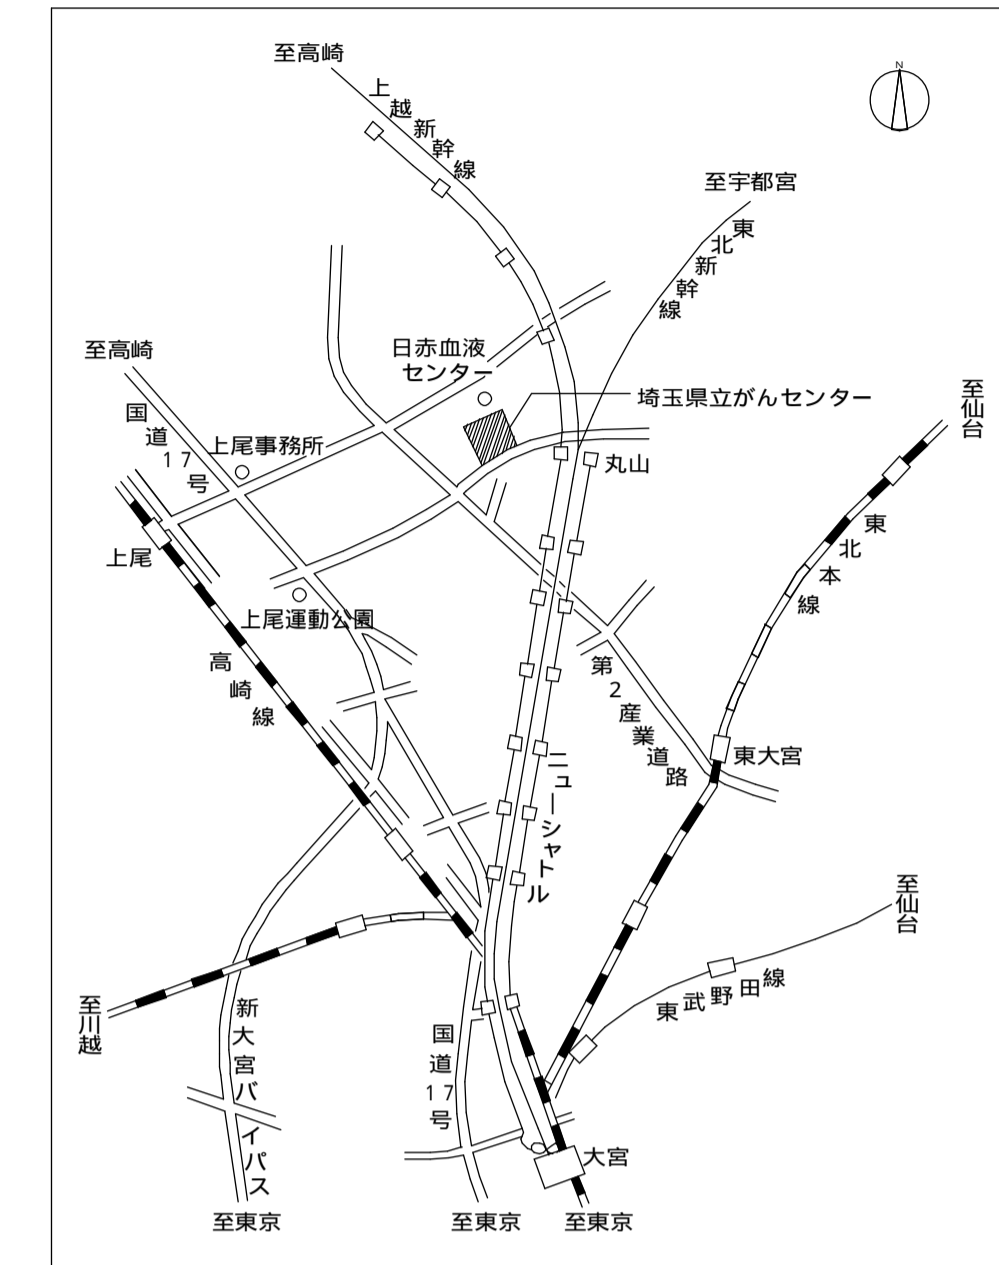 至高崎
上越新幹線
N
至宇都宮
東北新幹線
至高崎
日赤血液
センター
国道17号
上尾事務所
埼玉県立がんセンター
至仙台
丸山
上尾
東北本線
上尾運動公園
高崎線
第2産業道路
東大宮
ニューシャトル
至仙台
東武野田線
至川越
新大宮バイパス
国道17号
大宮
至東京
至東京
至東京